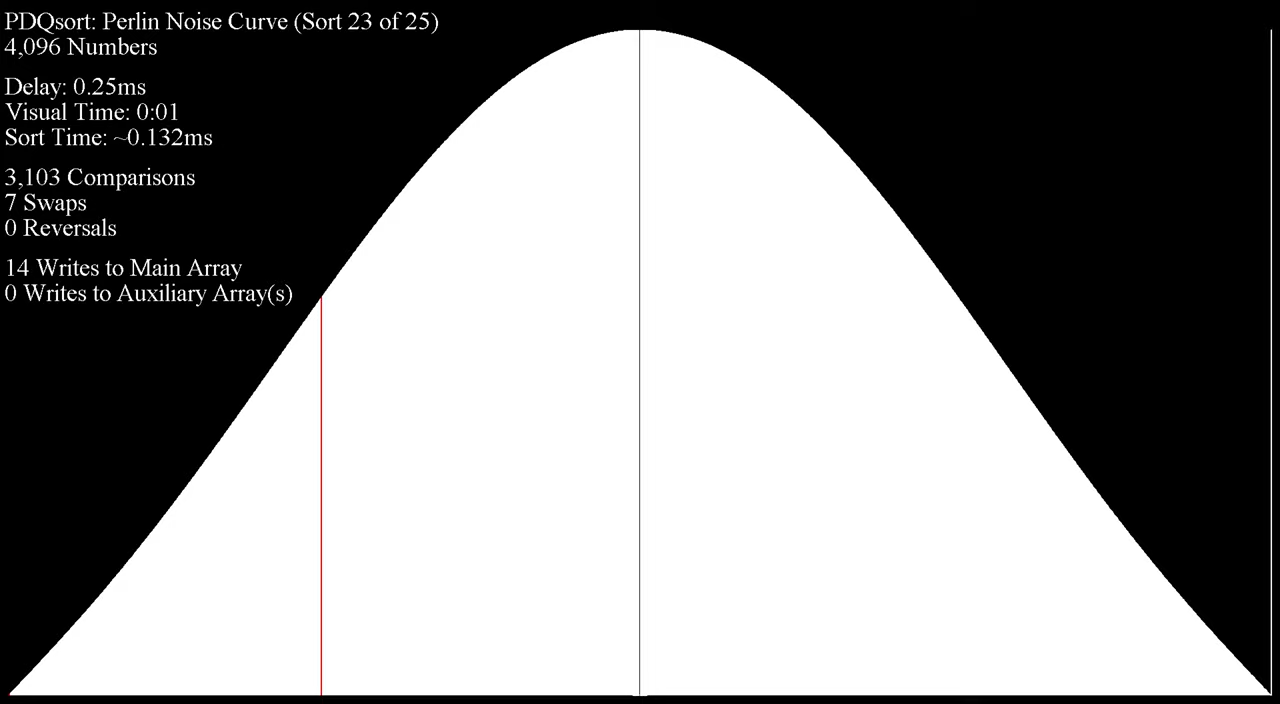 PDQsort: Perlin Noise Curve (Sort 23 of 25)
4,096 Numbers
Delay: 0.25ms
Visual Time: 0:01
Sort Time: ~0.132ms
3,103 Comparisons
7 Swaps
0 Reversals
14 Writes to Main Array
0 Writes to Auxiliary Array(s)